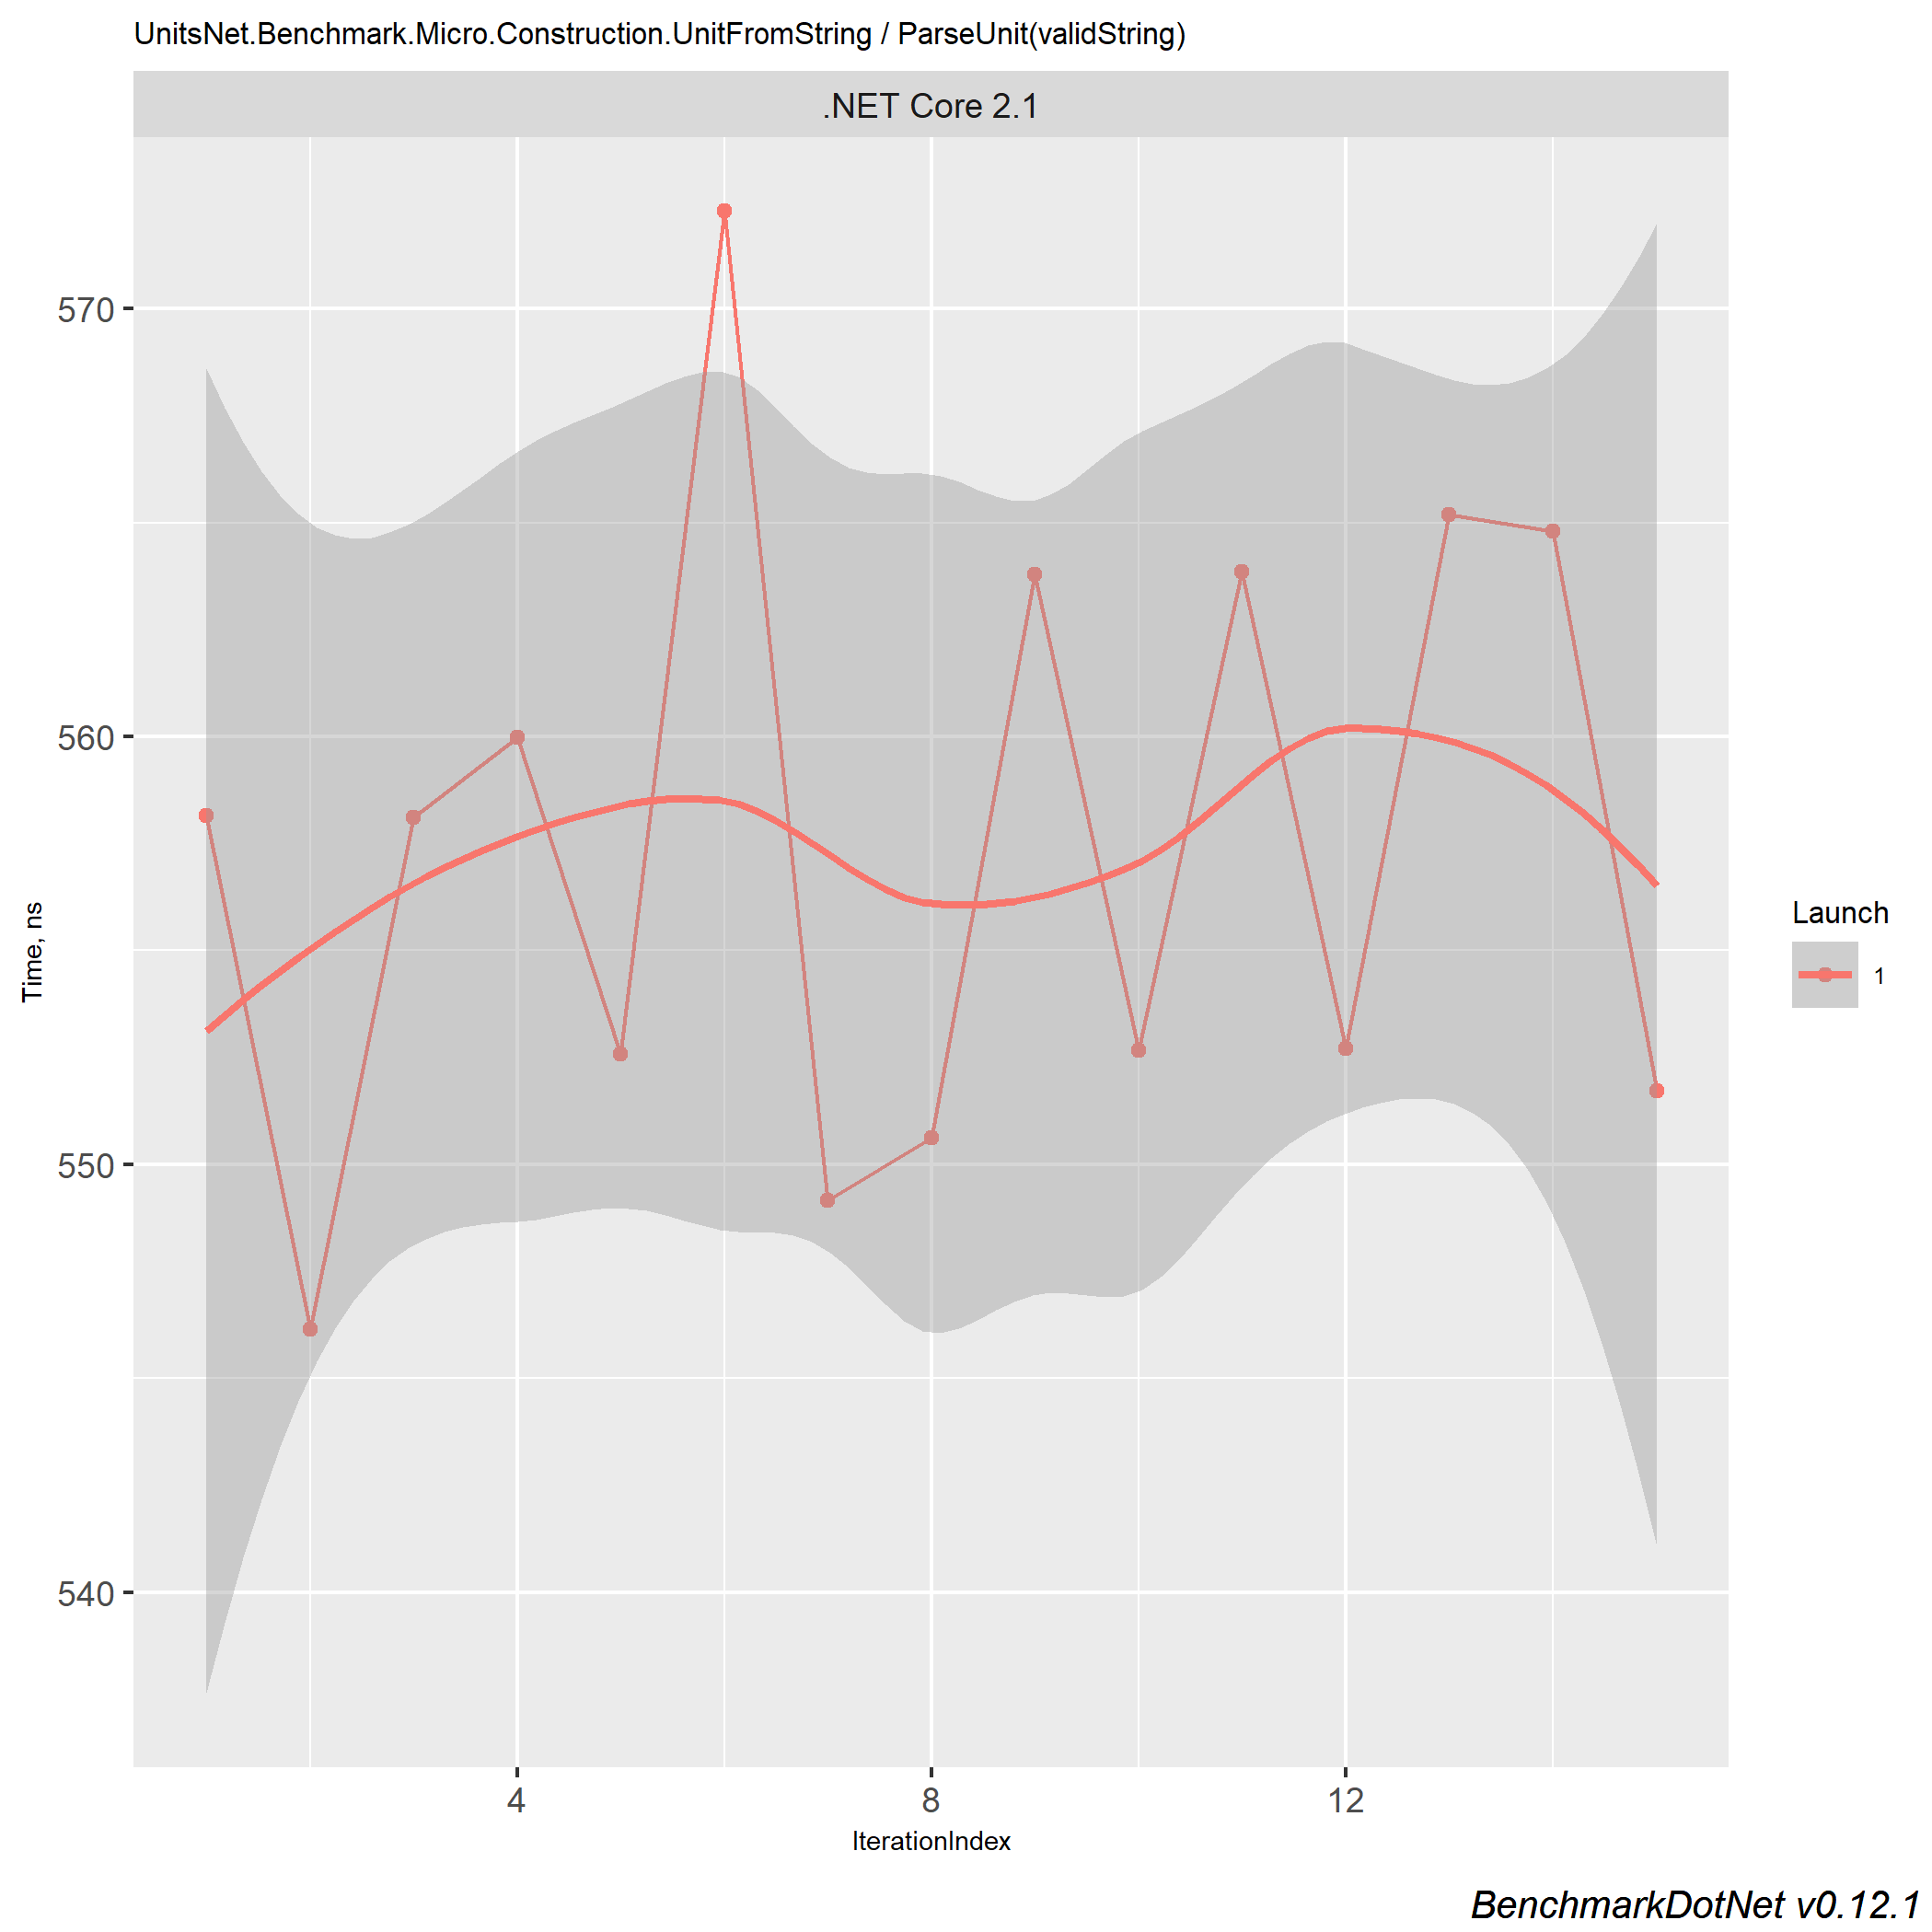 UnitsNet.Benchmark.Micro.Construction.UnitFromString / ParseUnit(validString)
.NET Core 2.1
570
560
550
540
Time, ns
4
8
12
IterationIndex
Launch
1
BenchmarkDotNet v0.12.1